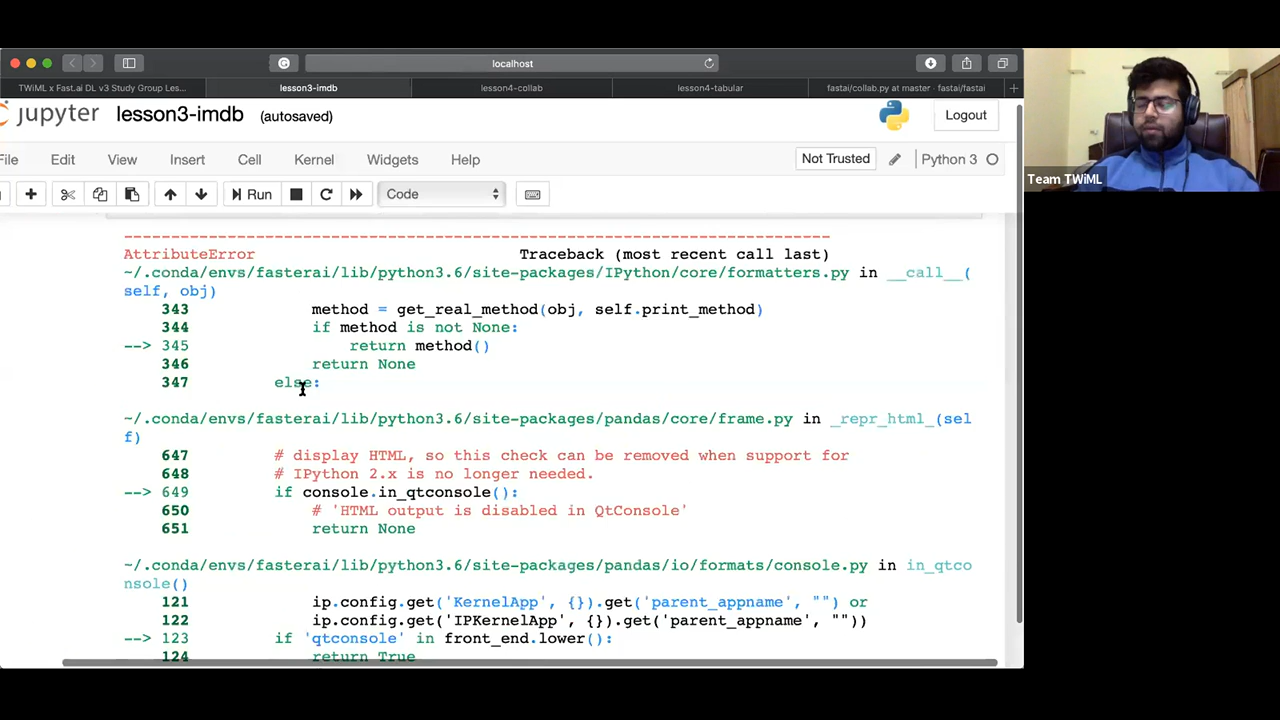 localhost
TWiML x Fast.ai DL v3 Study Group Les...
lesson3-imdb
lesson4-collab
lesson4-tabular
fastai/collab.py at master · fastai/fastai
jupyter lesson3-imdb (autosaved)
Logout
File Edit View Insert Cell Kernel Widgets Help
Not Trusted
Python 3
Run
Code
Team TWiML
---------------------------------------------------------------------------
AttributeError Traceback (most recent call last)
~/.conda/envs/fasterai/lib/python3.6/site-packages/IPython/core/formatters.py in __call__(
self, obj)
343 method = get_real_method(obj, self.print_method)
344 if method is not None:
--> 345 return method()
346 return None
347 else:
~/.conda/envs/fasterai/lib/python3.6/site-packages/pandas/core/frame.py in _repr_html_(sel
f)
647 # display HTML, so this check can be removed when support for
648 # IPython 2.x is no longer needed.
--> 649 if console.in_qtconsole():
650 # 'HTML output is disabled in QtConsole'
651 return None
~/.conda/envs/fasterai/lib/python3.6/site-packages/pandas/io/formats/console.py in in_qtco
nsole()
121 ip.config.get('KernelApp', {}).get('parent_appname', "") or
122 ip.config.get('IPKernelApp', {}).get('parent_appname', ""))
--> 123 if 'qtconsole' in front_end.lower():
124 return True